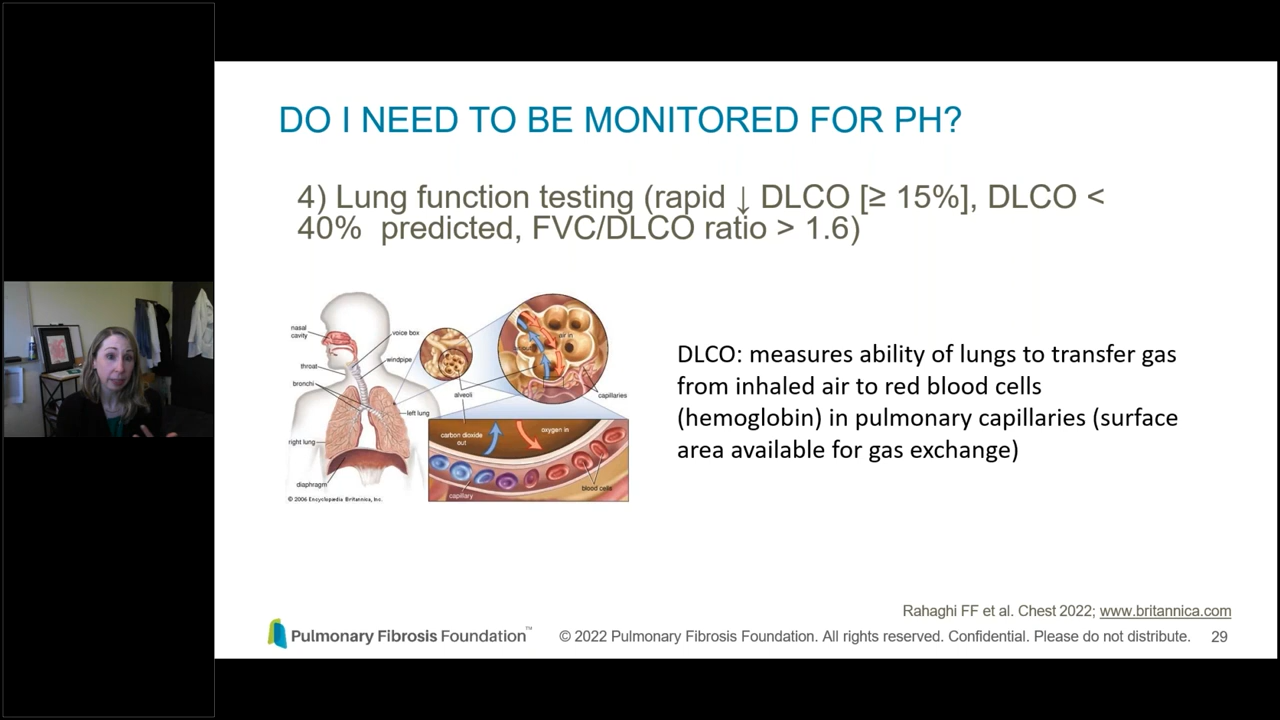 DO I NEED TO BE MONITORED FOR PH?
4) Lung function testing (rapid ↓ DLCO [≥ 15%], DLCO <
40% predicted, FVC/DLCO ratio > 1.6)
nasal
cavity
throat
bronchi
right lung
diaphragm
voice box
windpipe
left lung
alveoli
air in
capillaries
carbon dioxide
out
oxygen in
blood cells
capillary
© 2006 Encyclopædia Britannica, Inc.
DLCO: measures ability of lungs to transfer gas
from inhaled air to red blood cells
(hemoglobin) in pulmonary capillaries (surface
area available for gas exchange)
Rahaghi FF et al. Chest 2022; www.britannica.com
Pulmonary Fibrosis Foundation™
© 2022 Pulmonary Fibrosis Foundation. All rights reserved. Confidential. Please do not distribute. 29